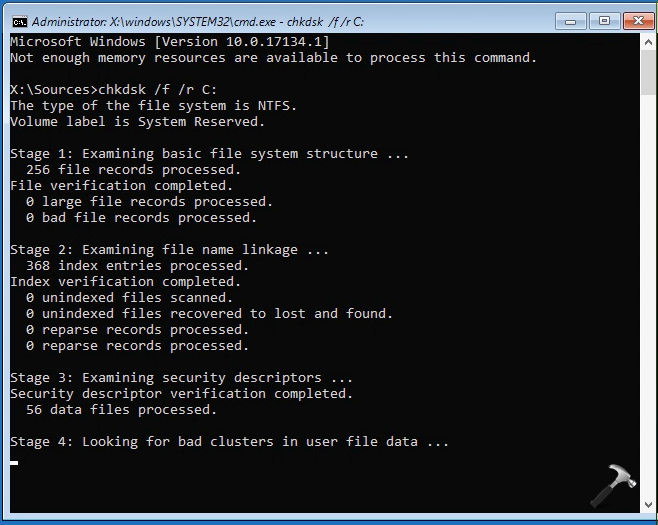 Administrator: X:\windows\SYSTEM32\cmd.exe - chkdsk /f /r C:
Microsoft Windows [Version 10.0.17134.1]
Not enough memory resources are available to process this command.
X:\Sources>chkdsk /f /r C:
The type of the file system is NTFS.
Volume label is System Reserved.
Stage 1: Examining basic file system structure ...
256 file records processed.
File verification completed.
0 large file records processed.
0 bad file records processed.
Stage 2: Examining file name linkage ...
368 index entries processed.
Index verification completed.
0 unindexed files scanned.
0 unindexed files recovered to lost and found.
0 reparse records processed.
0 reparse records processed.
Stage 3: Examining security descriptors ...
Security descriptor verification completed.
56 data files processed.
Stage 4: Looking for bad clusters in user file data ...